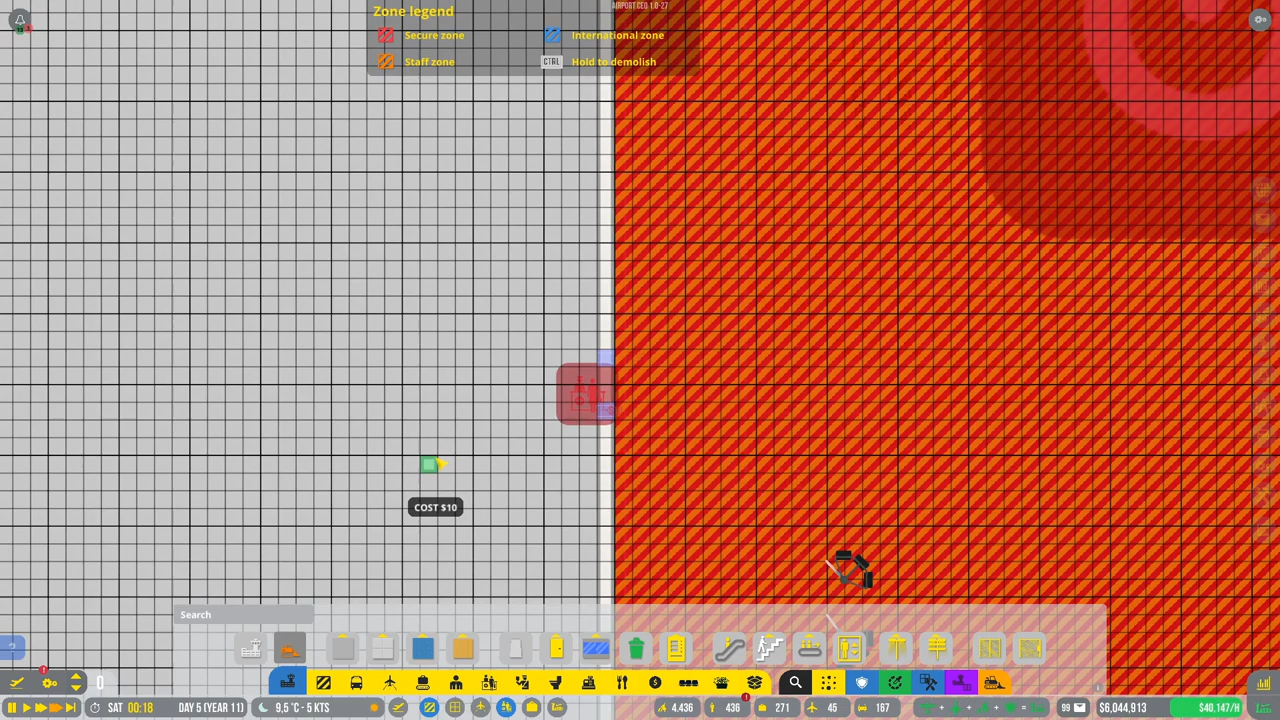 AIRPORT CEO 1.0-27
Zone legend
Secure zone
International zone
Staff zone
CTRL
Hold to demolish
COST $10
Search
?
0
SAT 00:18
DAY 5 (YEAR 11)
9,5 °C - 5 KTS
4.436
436
271
45
167
99
$6,044,913
$40.147/H